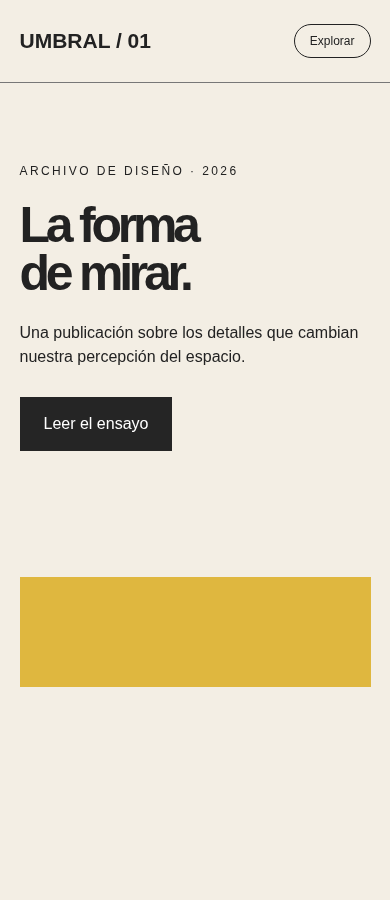 UMBRAL / 01
Explorar
ARCHIVO DE DISEÑO · 2026
La forma
de mirar.
Una publicación sobre los detalles que cambian
nuestra percepción del espacio.
Leer el ensayo